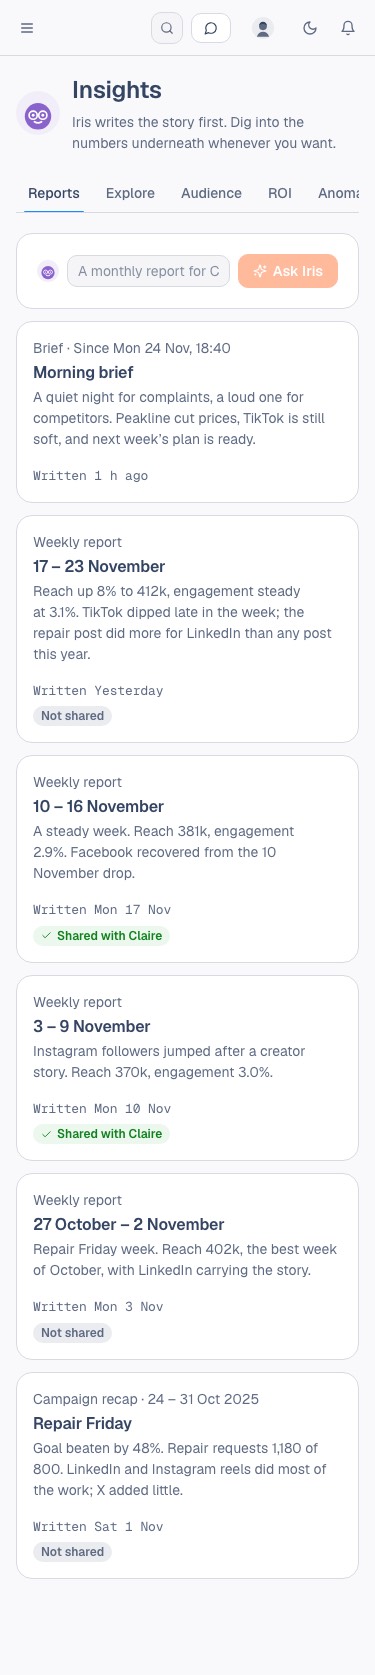 Insights
Iris writes the story first. Dig into the
numbers underneath whenever you want.
Reports Explore Audience ROI Anoma
A monthly report for C
Ask Iris
Brief · Since Mon 24 Nov, 18:40
Morning brief
A quiet night for complaints, a loud one for
competitors. Peakline cut prices, TikTok is still
soft, and next week's plan is ready.
Written 1 h ago
Weekly report
17 – 23 November
Reach up 8% to 412k, engagement steady
at 3.1%. TikTok dipped late in the week; the
repair post did more for LinkedIn than any post
this year.
Written Yesterday
Not shared
Weekly report
10 – 16 November
A steady week. Reach 381k, engagement
2.9%. Facebook recovered from the 10
November drop.
Written Mon 17 Nov
Shared with Claire
Weekly report
3 – 9 November
Instagram followers jumped after a creator
story. Reach 370k, engagement 3.0%.
Written Mon 10 Nov
Shared with Claire
Weekly report
27 October – 2 November
Repair Friday week. Reach 402k, the best week
of October, with LinkedIn carrying the story.
Written Mon 3 Nov
Not shared
Campaign recap · 24 – 31 Oct 2025
Repair Friday
Goal beaten by 48%. Repair requests 1,180 of
800. LinkedIn and Instagram reels did most of
the work; X added little.
Written Sat 1 Nov
Not shared